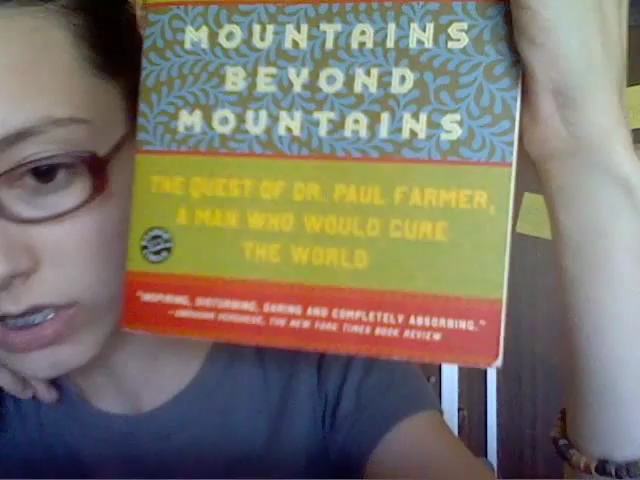 MOUNTAINS
BEYOND
MOUNTAINS
THE QUEST OF DR. PAUL FARMER,
A MAN WHO WOULD CURE
THE WORLD
"INSPIRING, DISTURBING, DARING AND COMPLETELY ABSORBING."
THE NEW YORK TIMES BOOK REVIEW